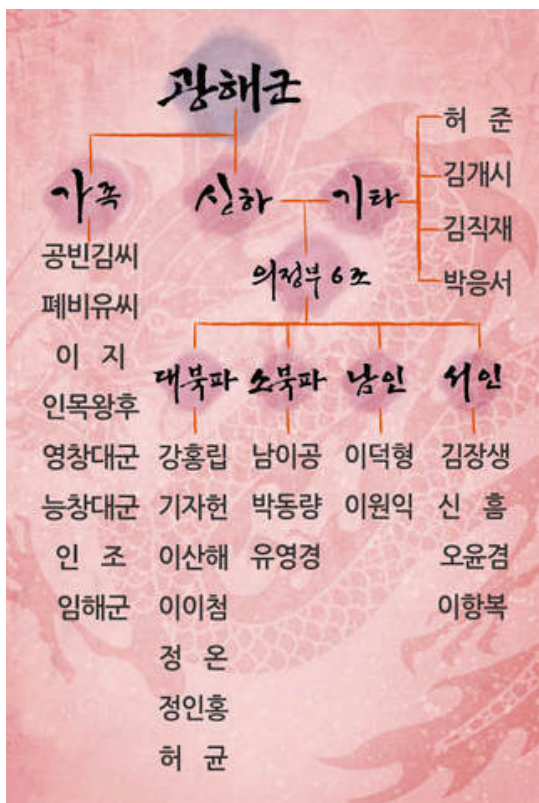 광해군
가족
신하
기타
허 준
김개시
김직재
박응서
의정부 6조
공빈김씨
폐비유씨
이 지
인목왕후
영창대군
능창대군
인 조
임해군
대북파
강홍립
기자헌
이산해
이이첨
정 온
정인홍
허 균
소북파
남이공
박동량
유영경
남인
이덕형
이원익
서인
김장생
신 흠
오윤겸
이항복